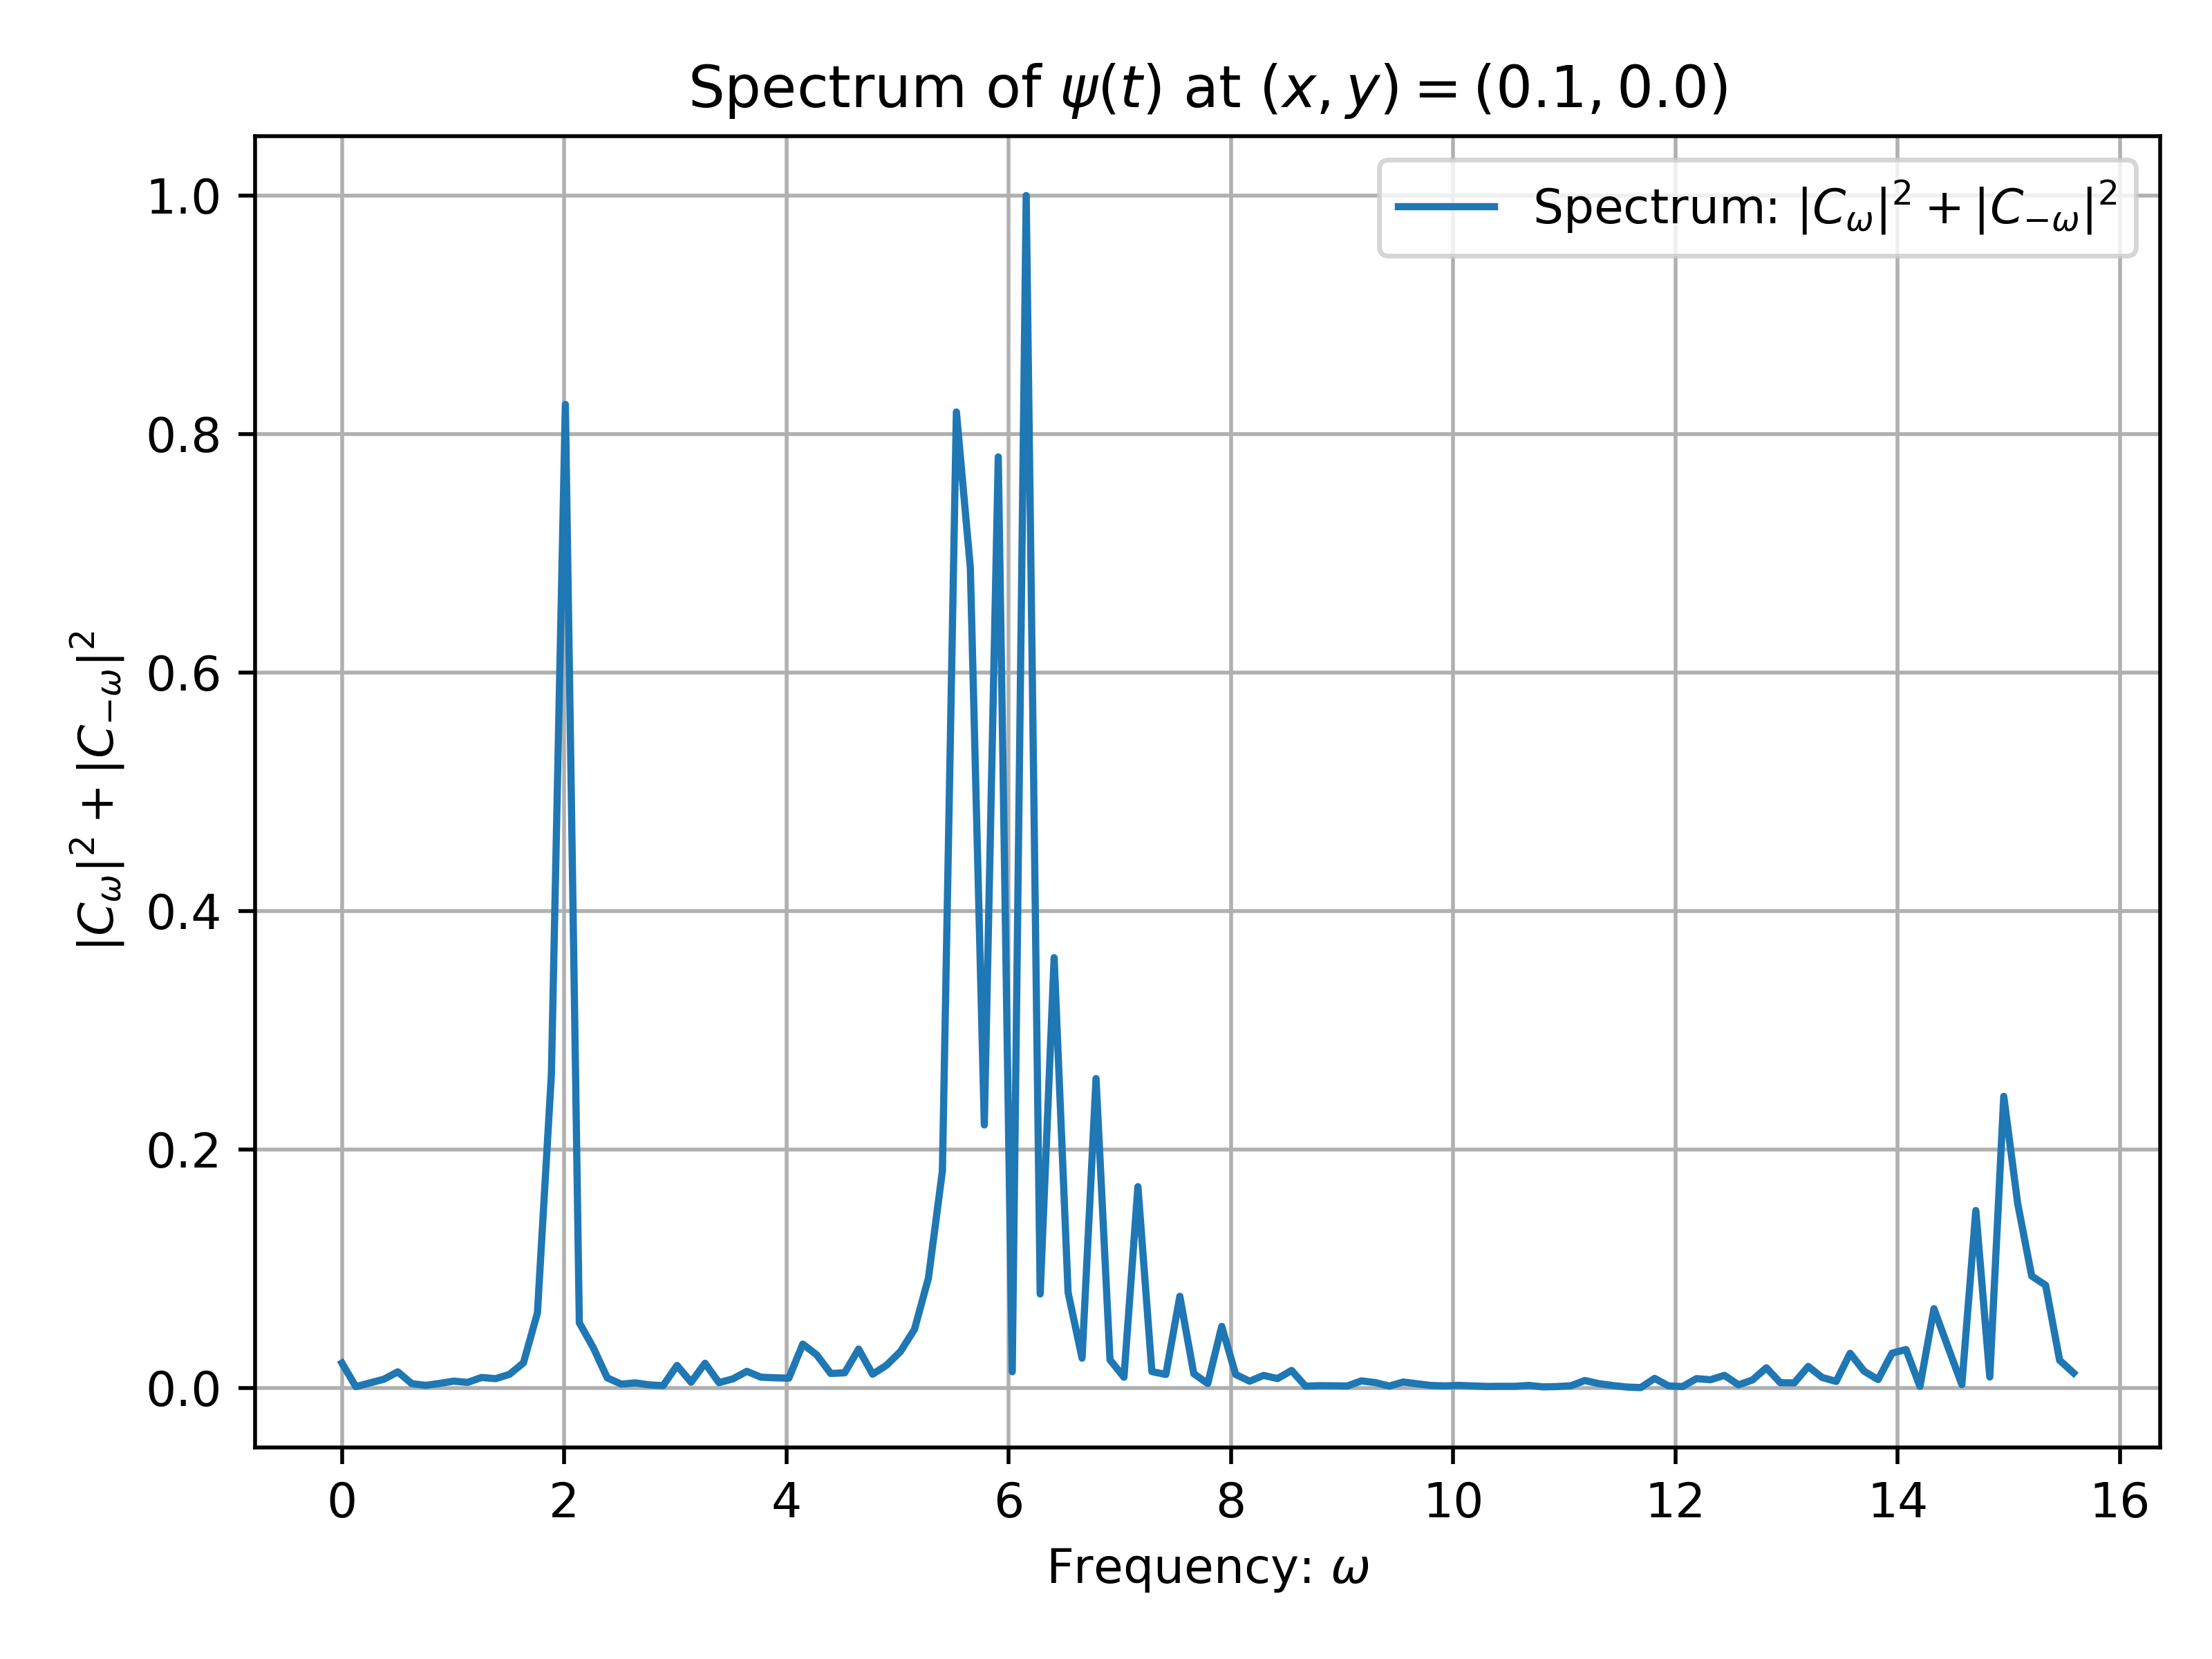 Spectrum of ψ(t) at (x, y) = (0.1, 0.0)
Spectrum: |C_ω|² + |C_−ω|²
|C_ω|² + |C_−ω|²
1.0
0.8
0.6
0.4
0.2
0.0
0 2 4 6 8 10 12 14 16
Frequency: ω